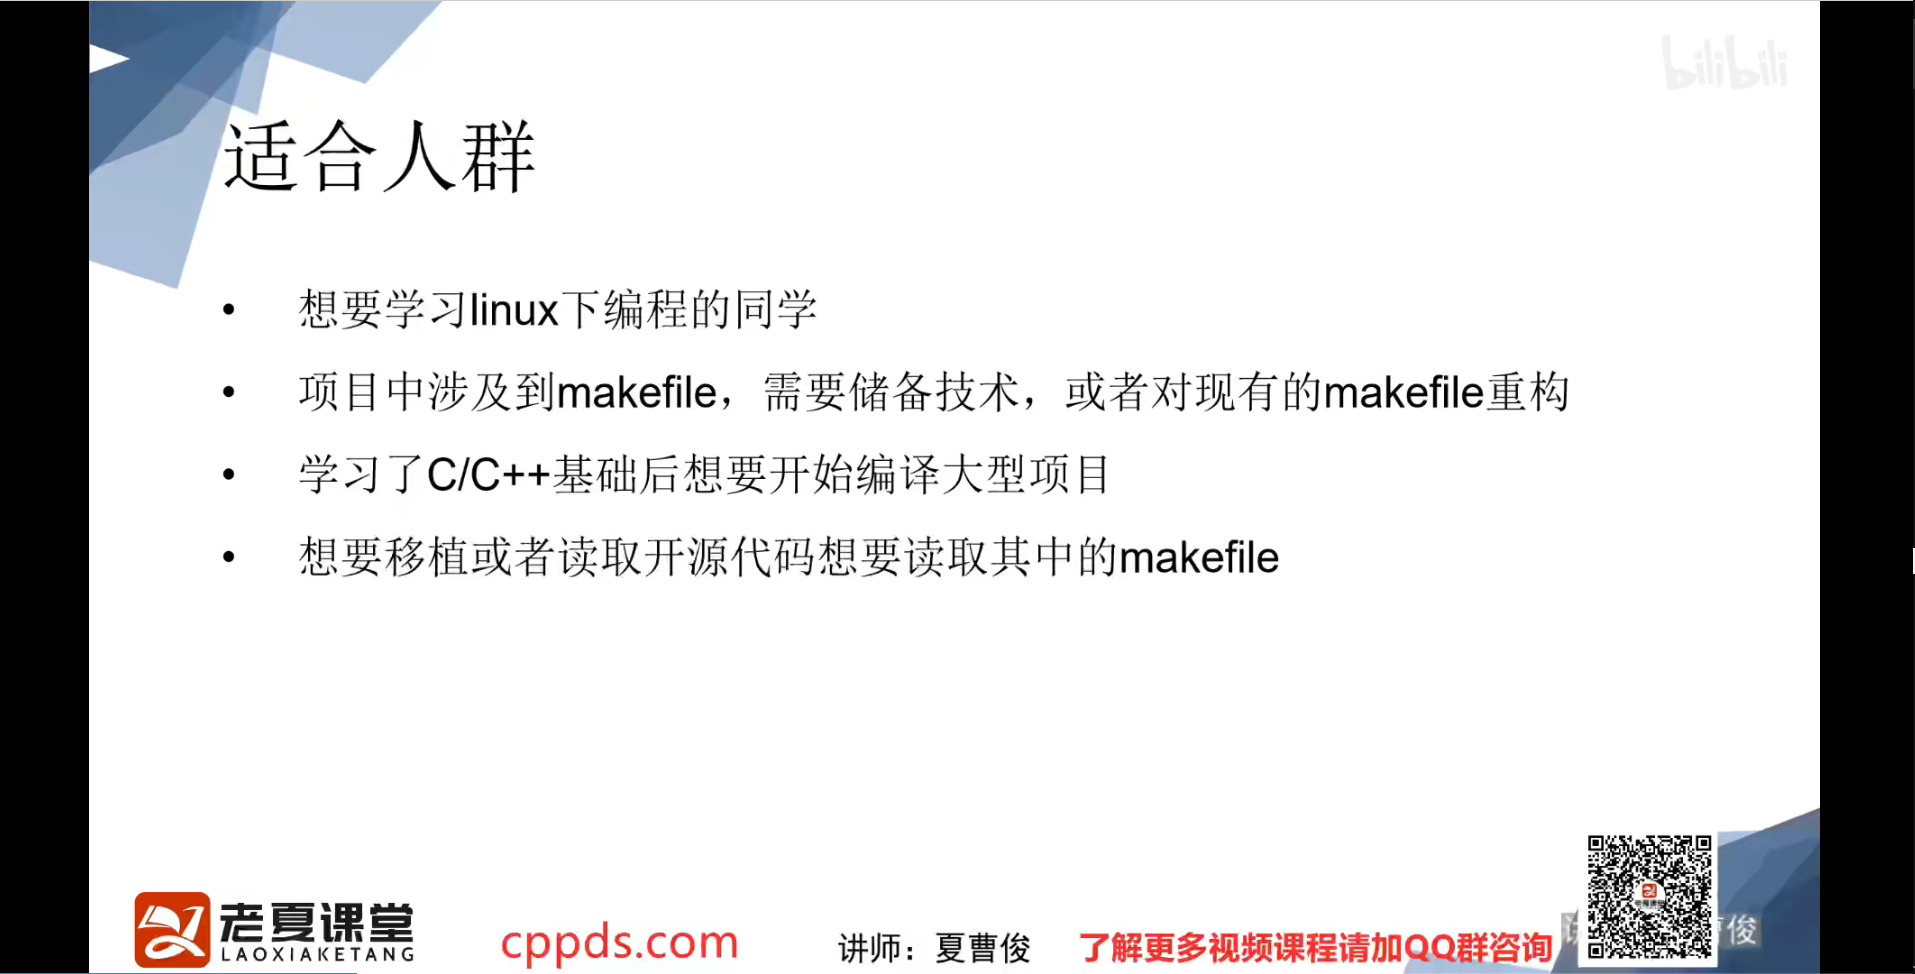 bilibili
适合人群
• 想要学习linux下编程的同学
• 项目中涉及到makefile，需要储备技术，或者对现有的makefile重构
• 学习了C/C++基础后想要开始编译大型项目
• 想要移植或者读取开源代码想要读取其中的makefile
老夏课堂
LAOXIAKETANG
cppds.com
讲师：夏曹俊
了解更多视频课程请加QQ群咨询
曹俊